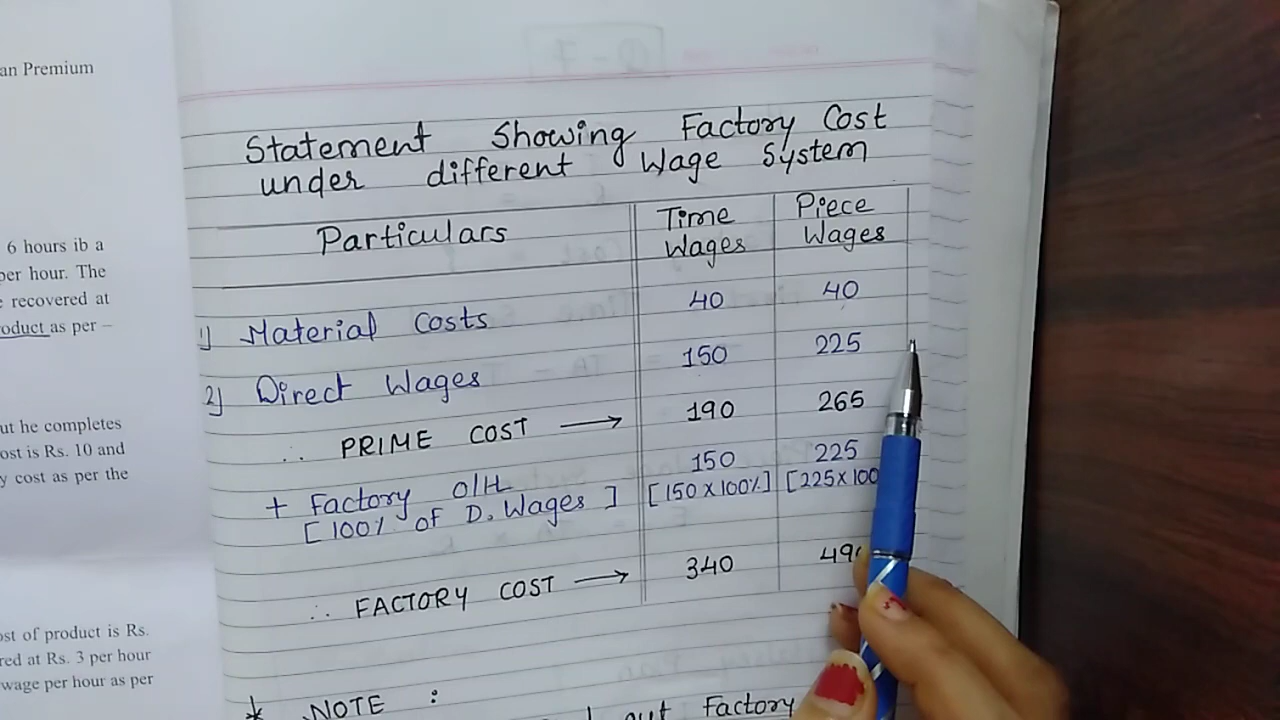 an Premium
6 hours ib a
per hour. The
recovered at
oduct as per –
ut he completes
ost is Rs. 10 and
y cost as per the
ost of product is Rs.
red at Rs. 3 per hour
wage per hour as per
Statement Showing Factory Cost
under different Wage System
Particulars Time Wages Piece Wages
1) Material Costs 40 40
2) Direct Wages 150 225
∴ PRIME COST → 190 265
+ Factory O/H 150 225
[100% of D. Wages] [150 X 100%] [225 X 100
∴ FACTORY COST → 340 49
* NOTE :
out Factory